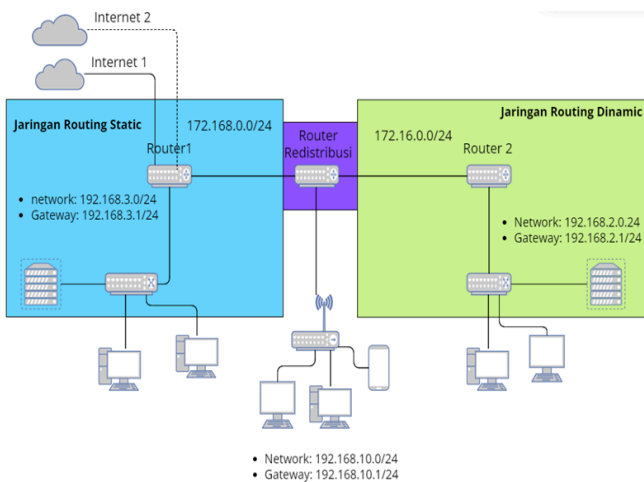 Internet 2
Internet 1
Jaringan Routing Static
172.168.0.0/24
Router1
Router
Redistribusi
172.16.0.0/24
Jaringan Routing Dinamic
Router 2
• network: 192.168.3.0/24
• Gateway: 192.168.3.1/24
• Network: 192.168.2.0.24
• Gateway: 192.168.2.1/24
• Network: 192.168.10.0/24
• Gateway: 192.168.10.1/24